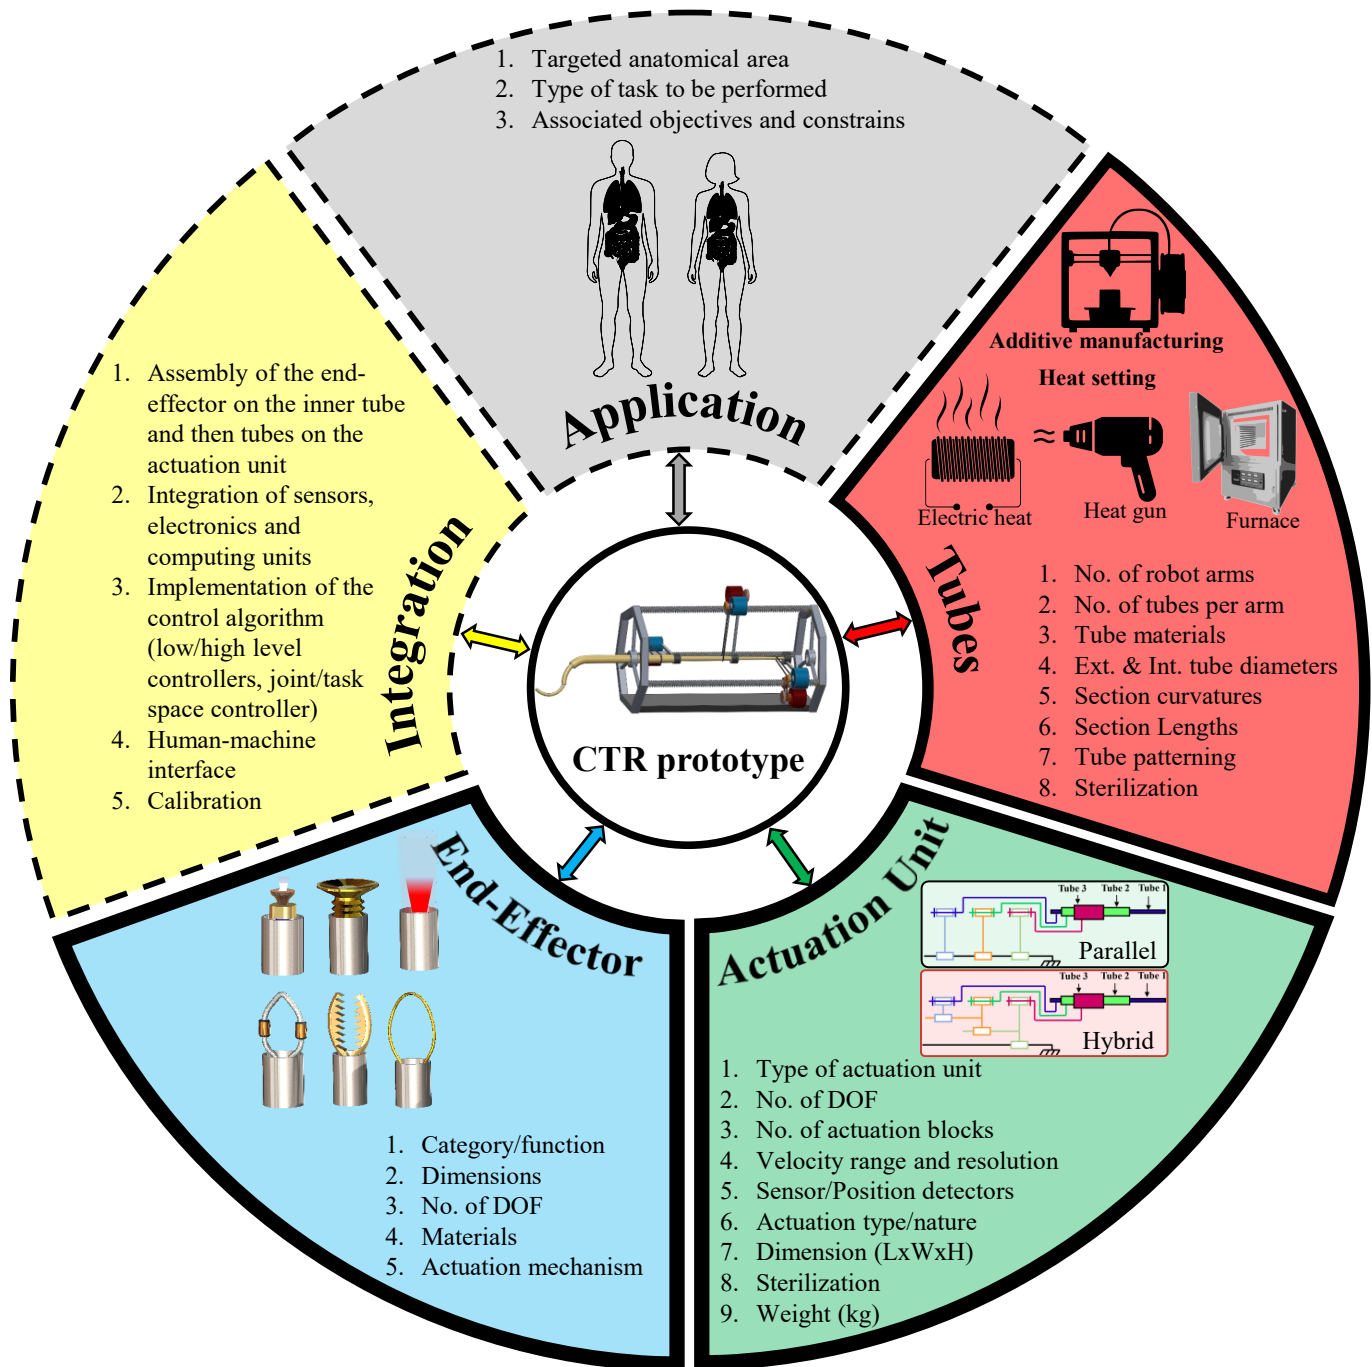 1. Targeted anatomical area
2. Type of task to be performed
3. Associated objectives and constrains
Application
Additive manufacturing
Heat setting
≈
Electric heat
Heat gun
Furnace
Tubes
1. No. of robot arms
2. No. of tubes per arm
3. Tube materials
4. Ext. & Int. tube diameters
5. Section curvatures
6. Section Lengths
7. Tube patterning
8. Sterilization
Actuation Unit
Tube 3 Tube 2 Tube 1
Parallel
Tube 3 Tube 2 Tube 1
Hybrid
1. Type of actuation unit
2. No. of DOF
3. No. of actuation blocks
4. Velocity range and resolution
5. Sensor/Position detectors
6. Actuation type/nature
7. Dimension (LxWxH)
8. Sterilization
9. Weight (kg)
End-Effector
1. Category/function
2. Dimensions
3. No. of DOF
4. Materials
5. Actuation mechanism
Integration
1. Assembly of the end-
effector on the inner tube
and then tubes on the
actuation unit
2. Integration of sensors,
electronics and
computing units
3. Implementation of the
control algorithm
(low/high level
controllers, joint/task
space controller)
4. Human-machine
interface
5. Calibration
CTR prototype